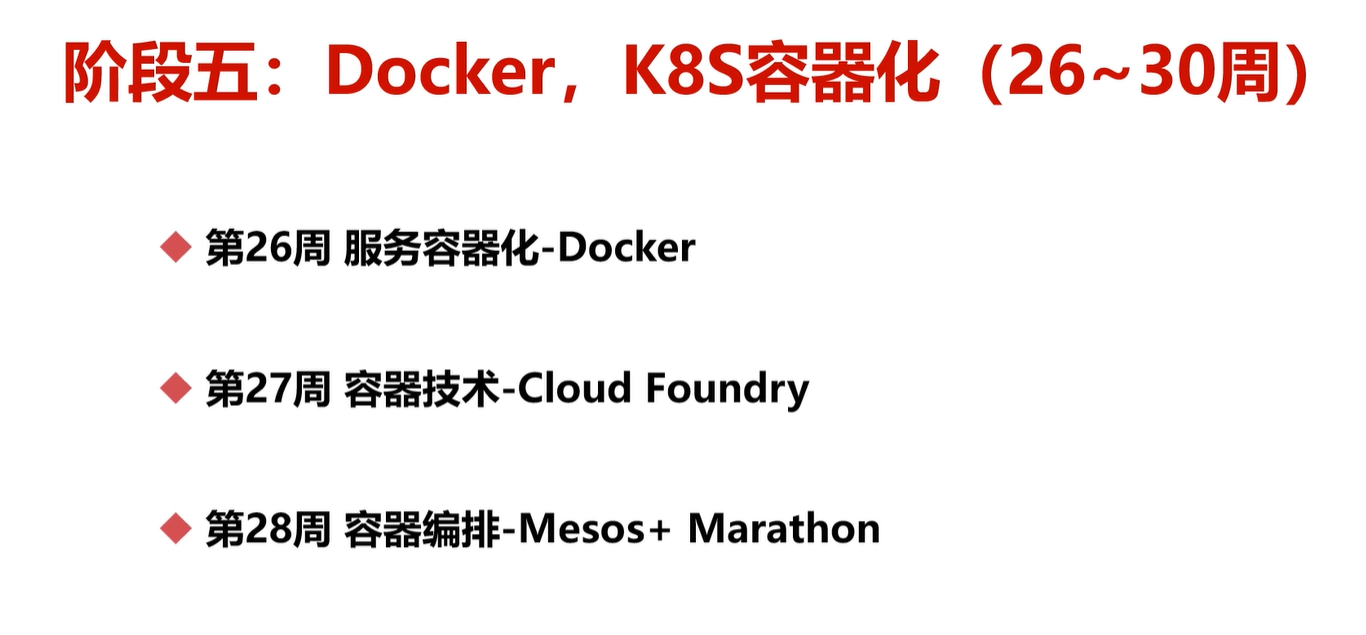 阶段五：Docker，K8S容器化（26~30周）
第26周 服务容器化-Docker
第27周 容器技术-Cloud Foundry
第28周 容器编排-Mesos+ Marathon